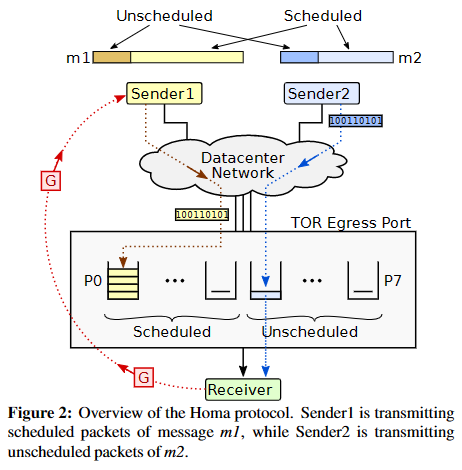 Unscheduled Scheduled
m1 m2
Sender1 Sender2
100110101
Datacenter
Network
G
100110101
TOR Egress Port
P0 ... ... P7
Scheduled Unscheduled
G
Receiver
Figure 2: Overview of the Homa protocol. Sender1 is transmitting
scheduled packets of message m1, while Sender2 is transmitting
unscheduled packets of m2.